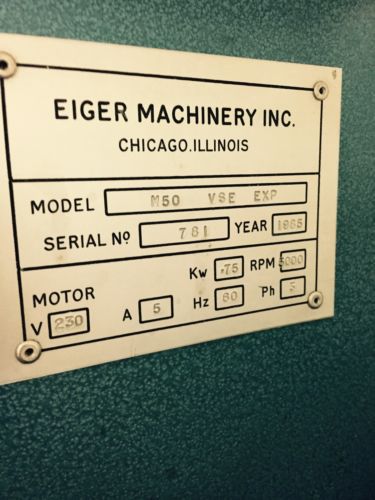 EIGER MACHINERY INC.
CHICAGO.ILLINOIS
MODEL M50 VSE EXP
SERIAL Nº 781 YEAR 1985
Kw .75 RPM 5000
MOTOR
V 230 A 5 Hz 60 Ph 3